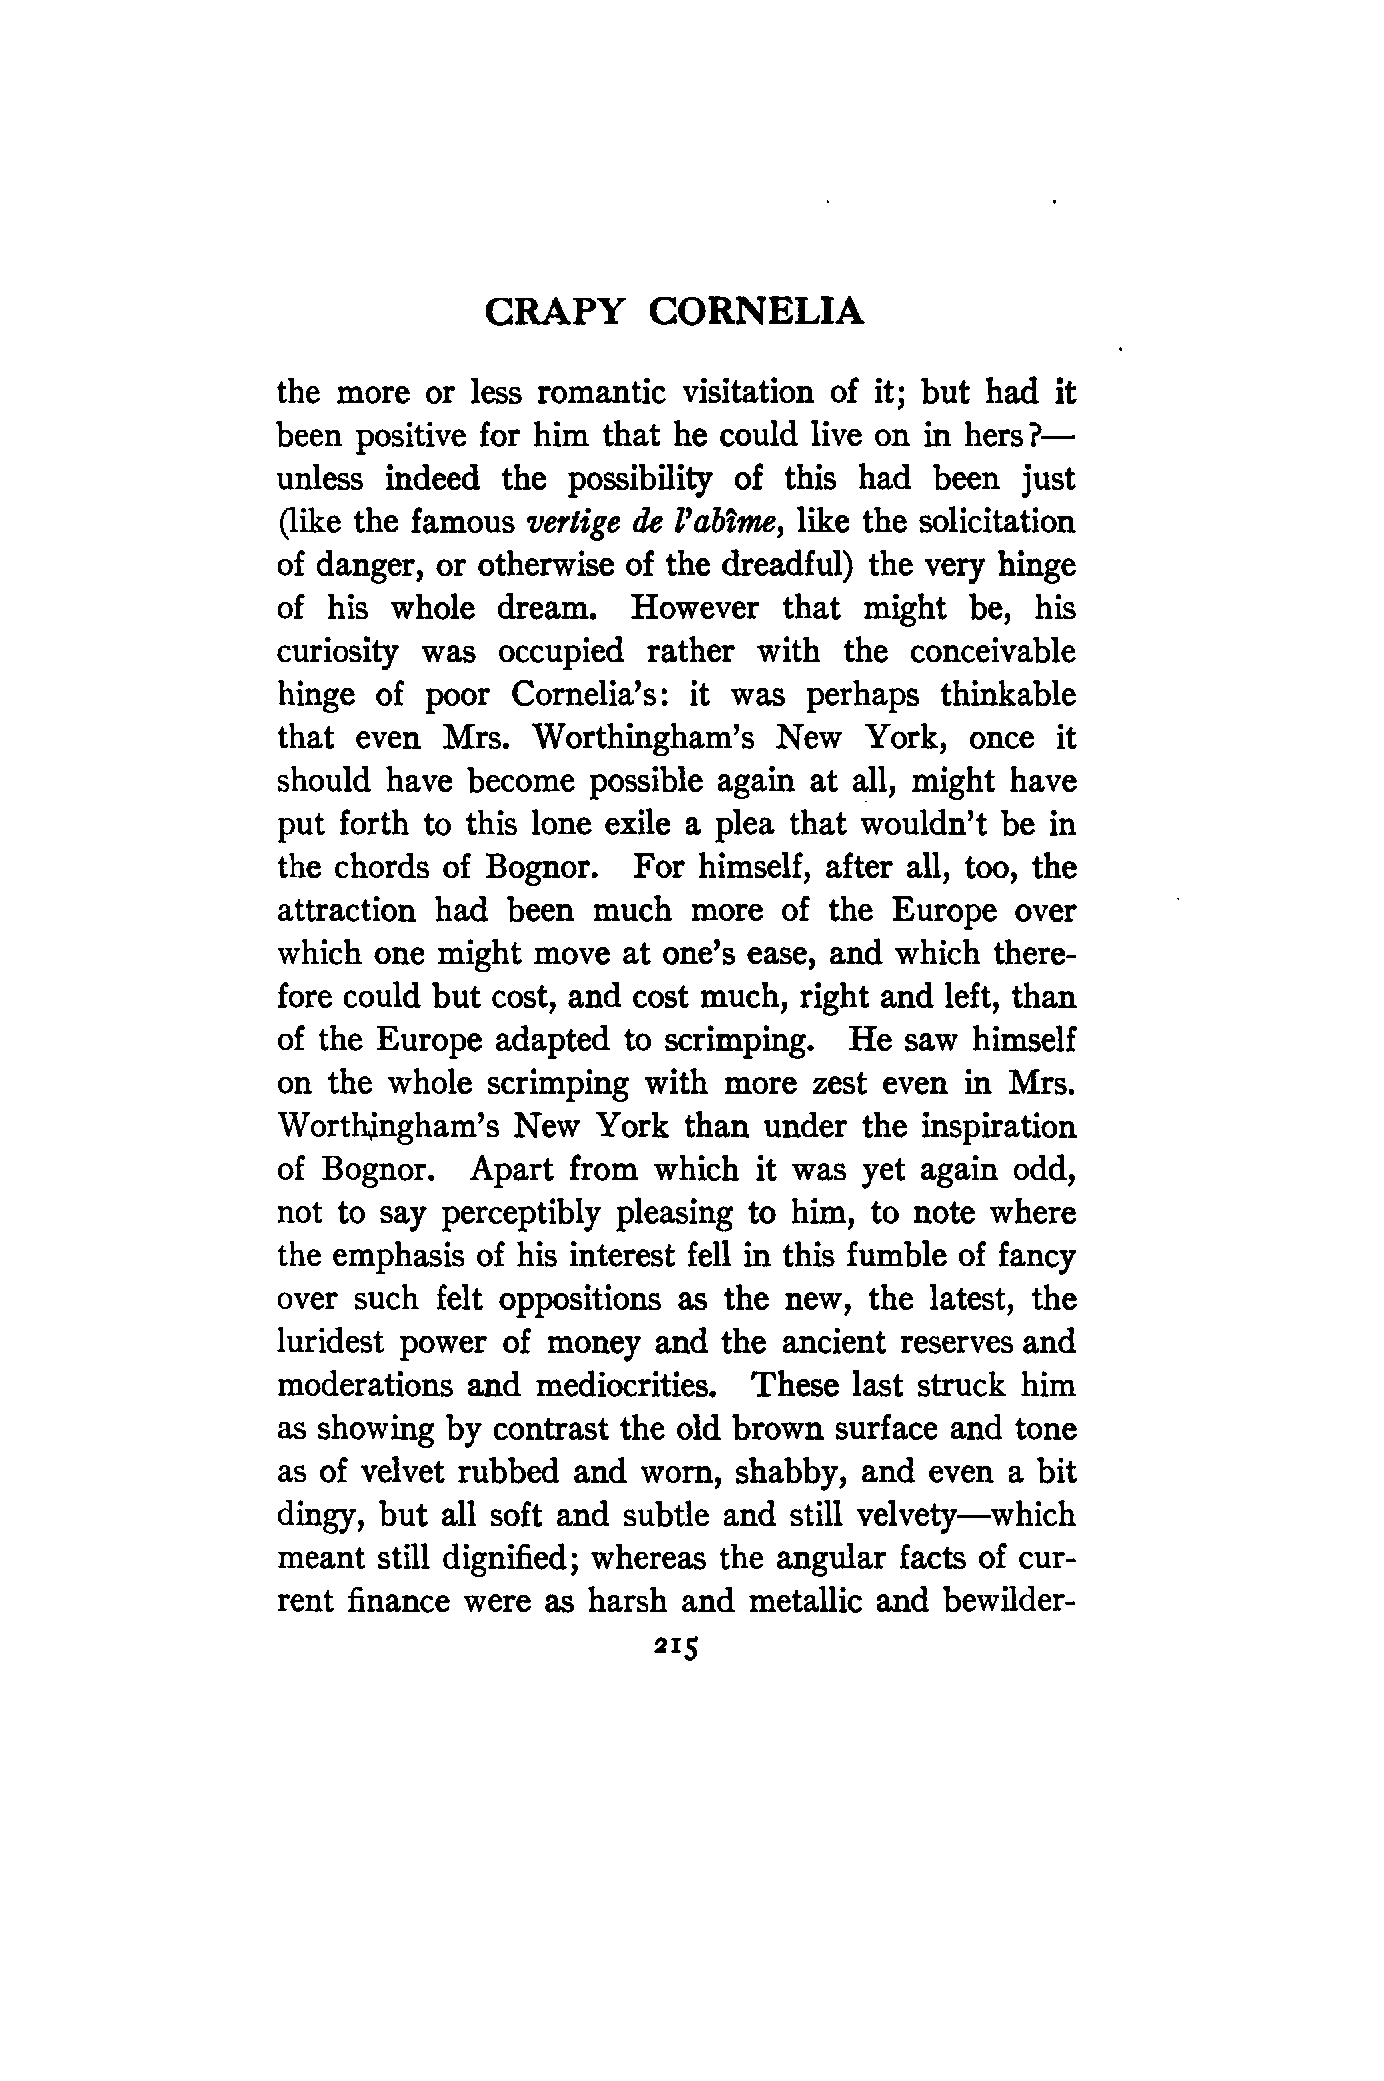 CRAPY CORNELIA
the more or less romantic visitation of it; but had it
been positive for him that he could live on in hers?—
unless indeed the possibility of this had been just
(like the famous vertige de l'abîme, like the solicitation
of danger, or otherwise of the dreadful) the very hinge
of his whole dream. However that might be, his
curiosity was occupied rather with the conceivable
hinge of poor Cornelia's: it was perhaps thinkable
that even Mrs. Worthingham's New York, once it
should have become possible again at all, might have
put forth to this lone exile a plea that wouldn't be in
the chords of Bognor. For himself, after all, too, the
attraction had been much more of the Europe over
which one might move at one's ease, and which there-
fore could but cost, and cost much, right and left, than
of the Europe adapted to scrimping. He saw himself
on the whole scrimping with more zest even in Mrs.
Worthingham's New York than under the inspiration
of Bognor. Apart from which it was yet again odd,
not to say perceptibly pleasing to him, to note where
the emphasis of his interest fell in this fumble of fancy
over such felt oppositions as the new, the latest, the
luridest power of money and the ancient reserves and
moderations and mediocrities. These last struck him
as showing by contrast the old brown surface and tone
as of velvet rubbed and worn, shabby, and even a bit
dingy, but all soft and subtle and still velvety—which
meant still dignified; whereas the angular facts of cur-
rent finance were as harsh and metallic and bewilder-
215